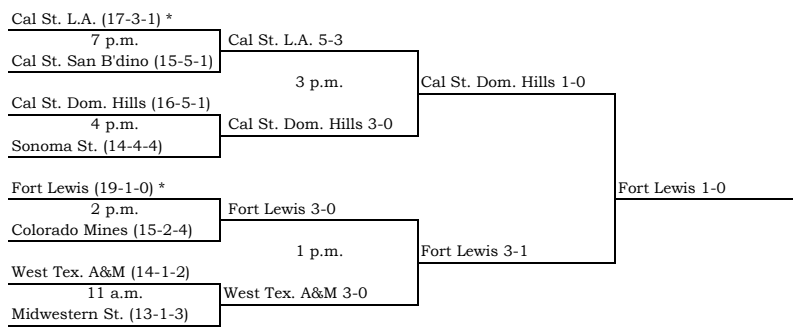 Cal St. L.A. (17-3-1) *
7 p.m.
Cal St. L.A. 5-3
Cal St. San B'dino (15-5-1)
3 p.m.
Cal St. Dom. Hills 1-0
Cal St. Dom. Hills (16-5-1)
4 p.m.
Cal St. Dom. Hills 3-0
Sonoma St. (14-4-4)
Fort Lewis (19-1-0) *
Fort Lewis 1-0
2 p.m.
Fort Lewis 3-0
Colorado Mines (15-2-4)
1 p.m.
Fort Lewis 3-1
West Tex. A&M (14-1-2)
11 a.m.
West Tex. A&M 3-0
Midwestern St. (13-1-3)